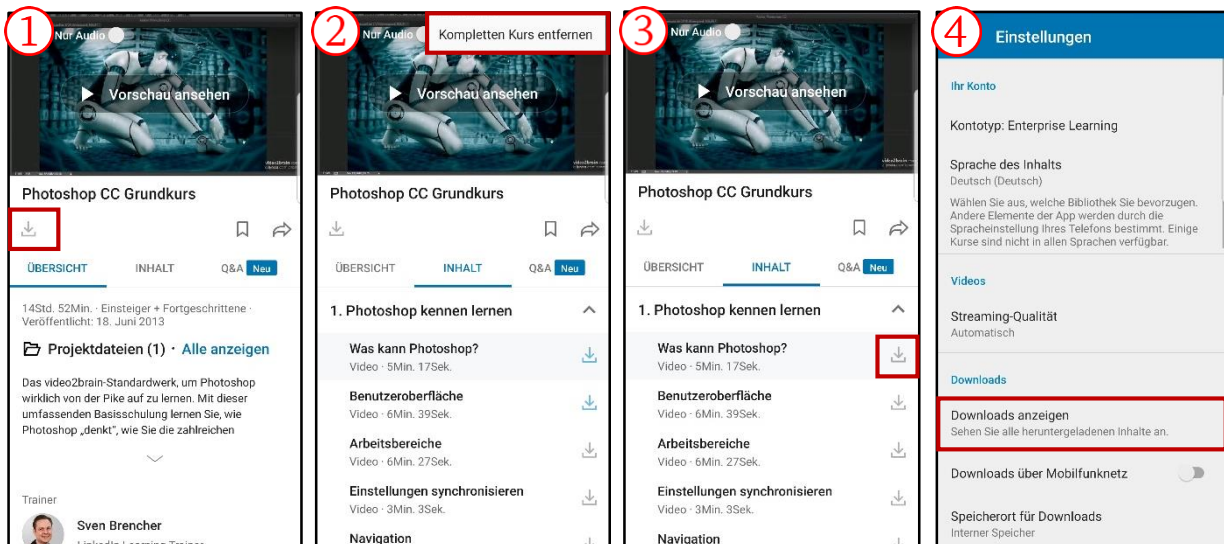 1
Nur Audio
Vorschau ansehen
video2brain
Photoshop CC Grundkurs
ÜBERSICHT INHALT Q&A Neu
14Std. 52Min. · Einsteiger + Fortgeschrittene ·
Veröffentlicht: 18. Juni 2013
Projektdateien (1) · Alle anzeigen
Das video2brain-Standardwerk, um Photoshop
wirklich von der Pike auf zu lernen. Mit dieser
umfassenden Basisschulung lernen Sie, wie
Photoshop „denkt", wie Sie die zahlreichen
Trainer
Sven Brencher
LinkedIn Learning Trainer
2
Nur Audio
Kompletten Kurs entfernen
Vorschau ansehen
Photoshop CC Grundkurs
ÜBERSICHT INHALT Q&A Neu
1. Photoshop kennen lernen
Was kann Photoshop?
Video · 5Min. 17Sek.
Benutzeroberfläche
Video · 6Min. 39Sek.
Arbeitsbereiche
Video · 6Min. 27Sek.
Einstellungen synchronisieren
Video · 3Min. 3Sek.
Navigation
3
Nur Audio
Vorschau ansehen
Photoshop CC Grundkurs
ÜBERSICHT INHALT Q&A Neu
1. Photoshop kennen lernen
Was kann Photoshop?
Video · 5Min. 17Sek.
Benutzeroberfläche
Video · 6Min. 39Sek.
Arbeitsbereiche
Video · 6Min. 27Sek.
Einstellungen synchronisieren
Video · 3Min. 3Sek.
Navigation
4
Einstellungen
Ihr Konto
Kontotyp: Enterprise Learning
Sprache des Inhalts
Deutsch (Deutsch)
Wählen Sie aus, welche Bibliothek Sie bevorzugen.
Andere Elemente der App werden durch die
Spracheinstellung Ihres Telefons bestimmt. Einige
Kurse sind nicht in allen Sprachen verfügbar.
Videos
Streaming-Qualität
Automatisch
Downloads
Downloads anzeigen
Sehen Sie alle heruntergeladenen Inhalte an.
Downloads über Mobilfunknetz
Speicherort für Downloads
Interner Speicher